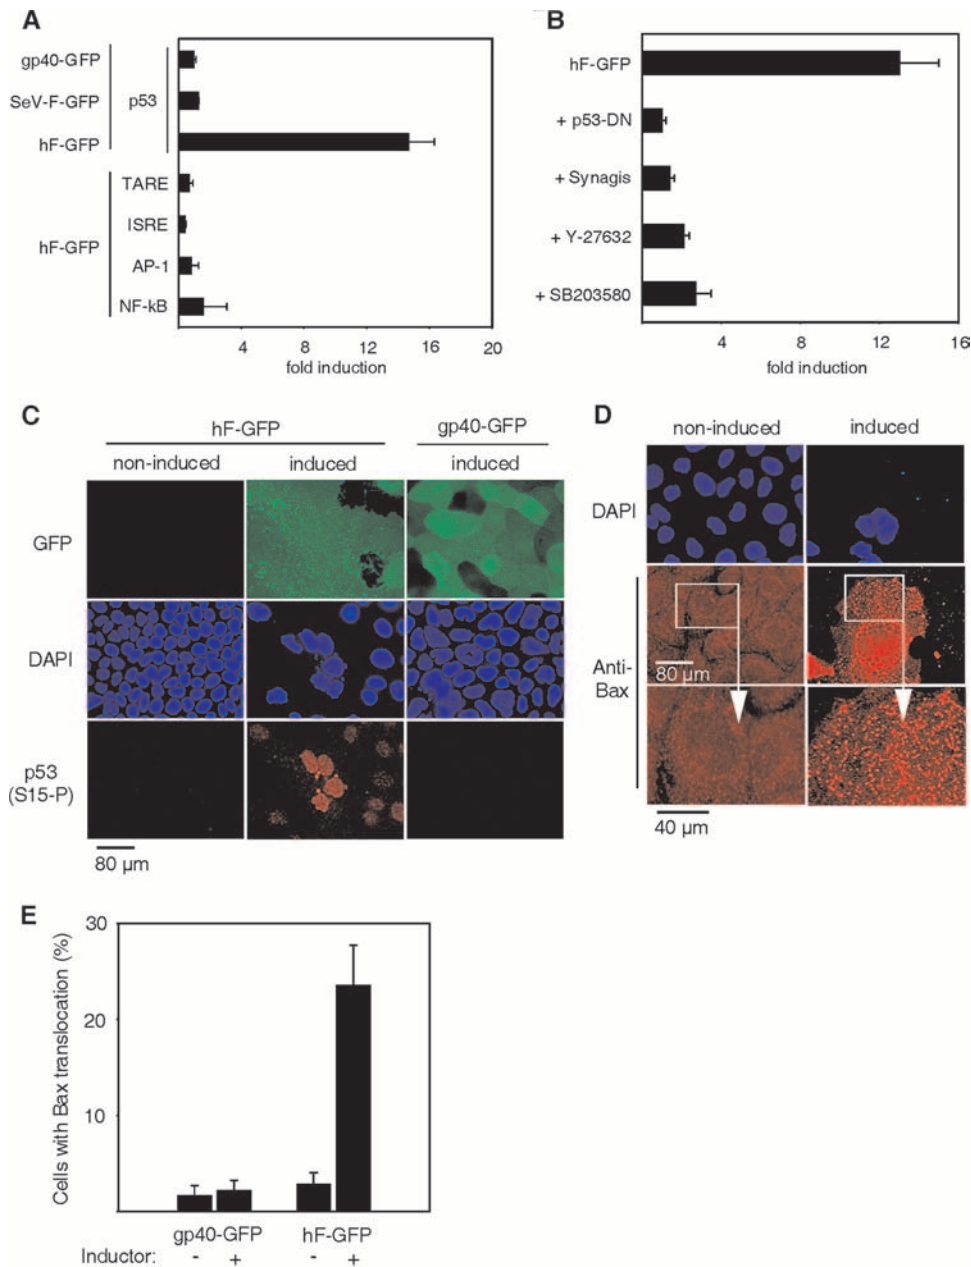 A
gp40-GFP
SeV-F-GFP
hF-GFP
p53
hF-GFP
TARE
ISRE
AP-1
NF-kB
4 8 12 16 20
fold induction
B
hF-GFP
+ p53-DN
+ Synagis
+ Y-27632
+ SB203580
4 8 12 16
fold induction
C
hF-GFP gp40-GFP
non-induced induced induced
GFP
DAPI
p53
(S15-P)
80 µm
D
non-induced induced
DAPI
Anti-
Bax
80 µm
40 µm
E
Cells with Bax translocation (%)
30
20
10
gp40-GFP hF-GFP
Inductor: - + - +